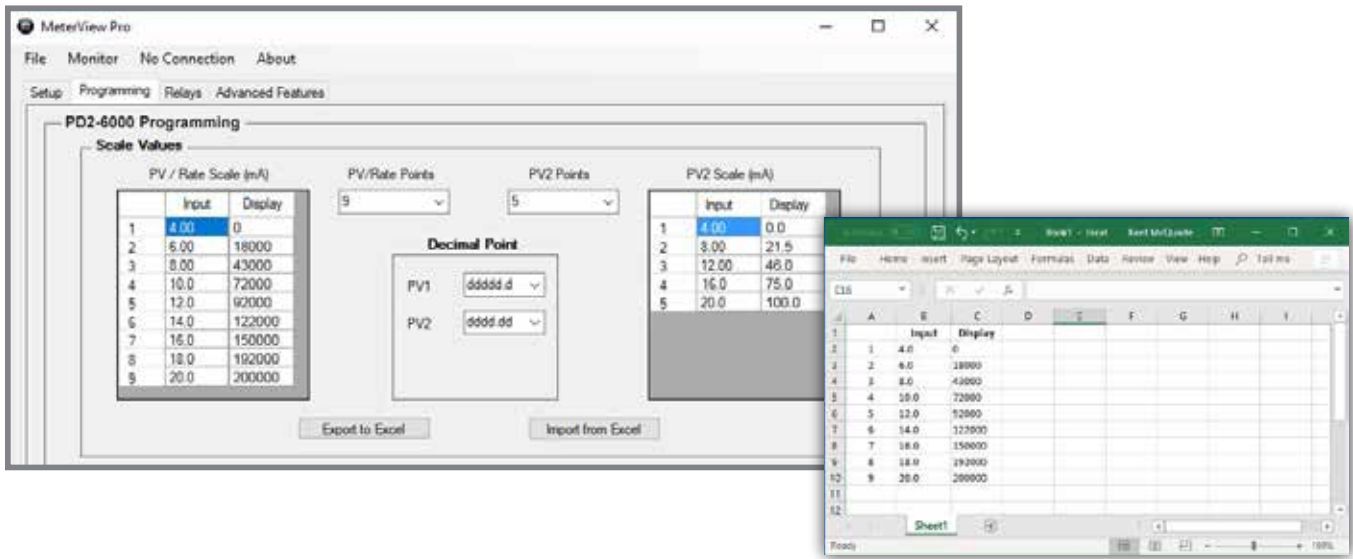 MeterView Pro
File Monitor No Connection About
Setup Programming Relays Advanced Features
PD2-6000 Programming
Scale Values
PV / Rate Scale (mA) PV/Rate Points PV2 Points PV2 Scale (mA)
9 5
Input Display
1 4.00 0
2 6.00 18000
3 8.00 43000
4 10.0 72000
5 12.0 92000
6 14.0 122000
7 16.0 150000
8 18.0 192000
9 20.0 200000
Decimal Point
PV1 ddddd.d
PV2 dddd.dd
Input Display
1 4.00 0.0
2 8.00 21.5
3 12.00 46.0
4 16.0 75.0
5 20.0 100.0
Export to Excel Import from Excel
Book1 - Excel
File Home Insert Page Layout Formulas Data Review View Help Tell me
C16
A B C D E F G H I
1 Input Display
2 1 4.0 0
3 2 6.0 18000
4 3 8.0 43000
5 4 10.0 72000
6 5 12.0
7 6 14.0 122000
8 7 16.0 150000
9 8 18.0 192000
10 9 20.0 200000
11
12
Sheet1
Ready 100%